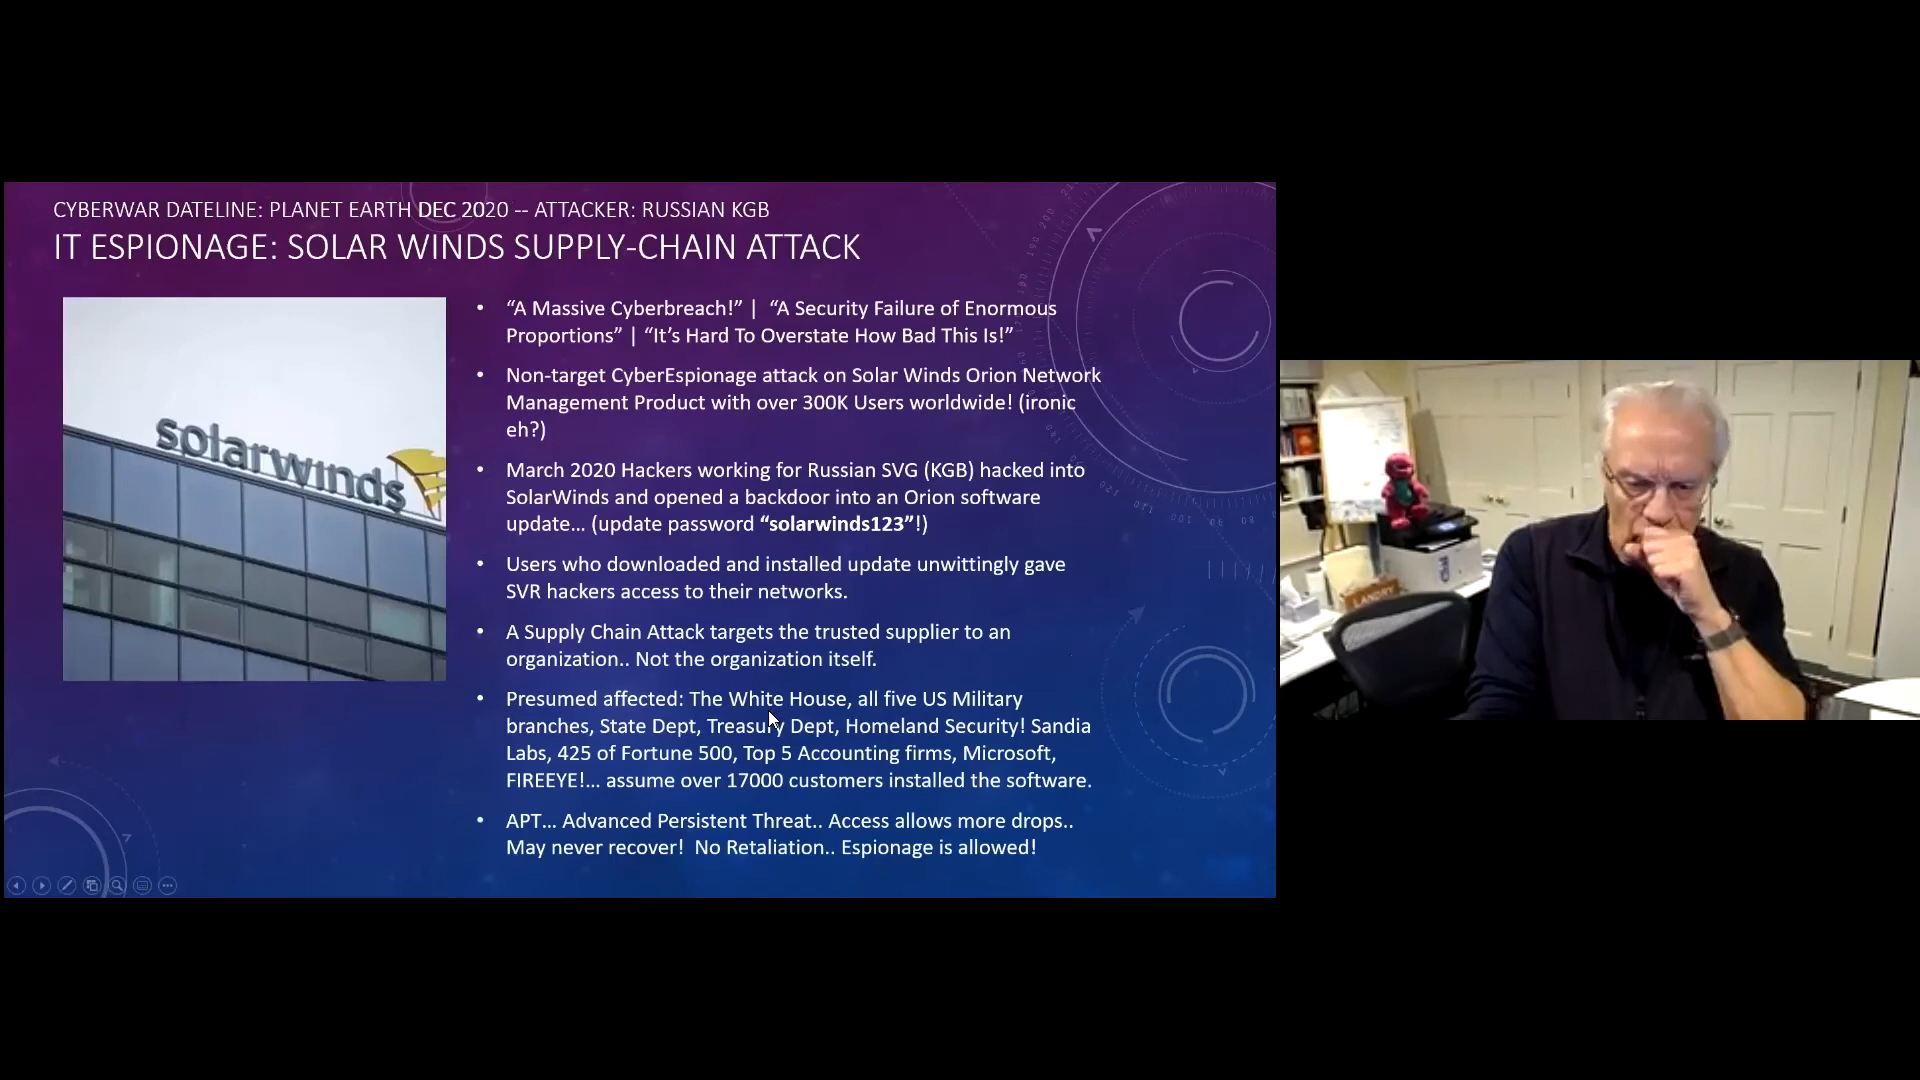 CYBERWAR DATELINE: PLANET EARTH DEC 2020 -- ATTACKER: RUSSIAN KGB
IT ESPIONAGE: SOLAR WINDS SUPPLY-CHAIN ATTACK
solarwinds
• “A Massive Cyberbreach!” | “A Security Failure of Enormous
Proportions” | “It’s Hard To Overstate How Bad This Is!”
• Non-target CyberEspionage attack on Solar Winds Orion Network
Management Product with over 300K Users worldwide! (ironic
eh?)
• March 2020 Hackers working for Russian SVG (KGB) hacked into
SolarWinds and opened a backdoor into an Orion software
update... (update password “solarwinds123”!)
• Users who downloaded and installed update unwittingly gave
SVR hackers access to their networks.
• A Supply Chain Attack targets the trusted supplier to an
organization.. Not the organization itself.
• Presumed affected: The White House, all five US Military
branches, State Dept, Treasury Dept, Homeland Security! Sandia
Labs, 425 of Fortune 500, Top 5 Accounting firms, Microsoft,
FIREEYE!... assume over 17000 customers installed the software.
• APT... Advanced Persistent Threat.. Access allows more drops..
May never recover!  No Retaliation.. Espionage is allowed!
LANDRY